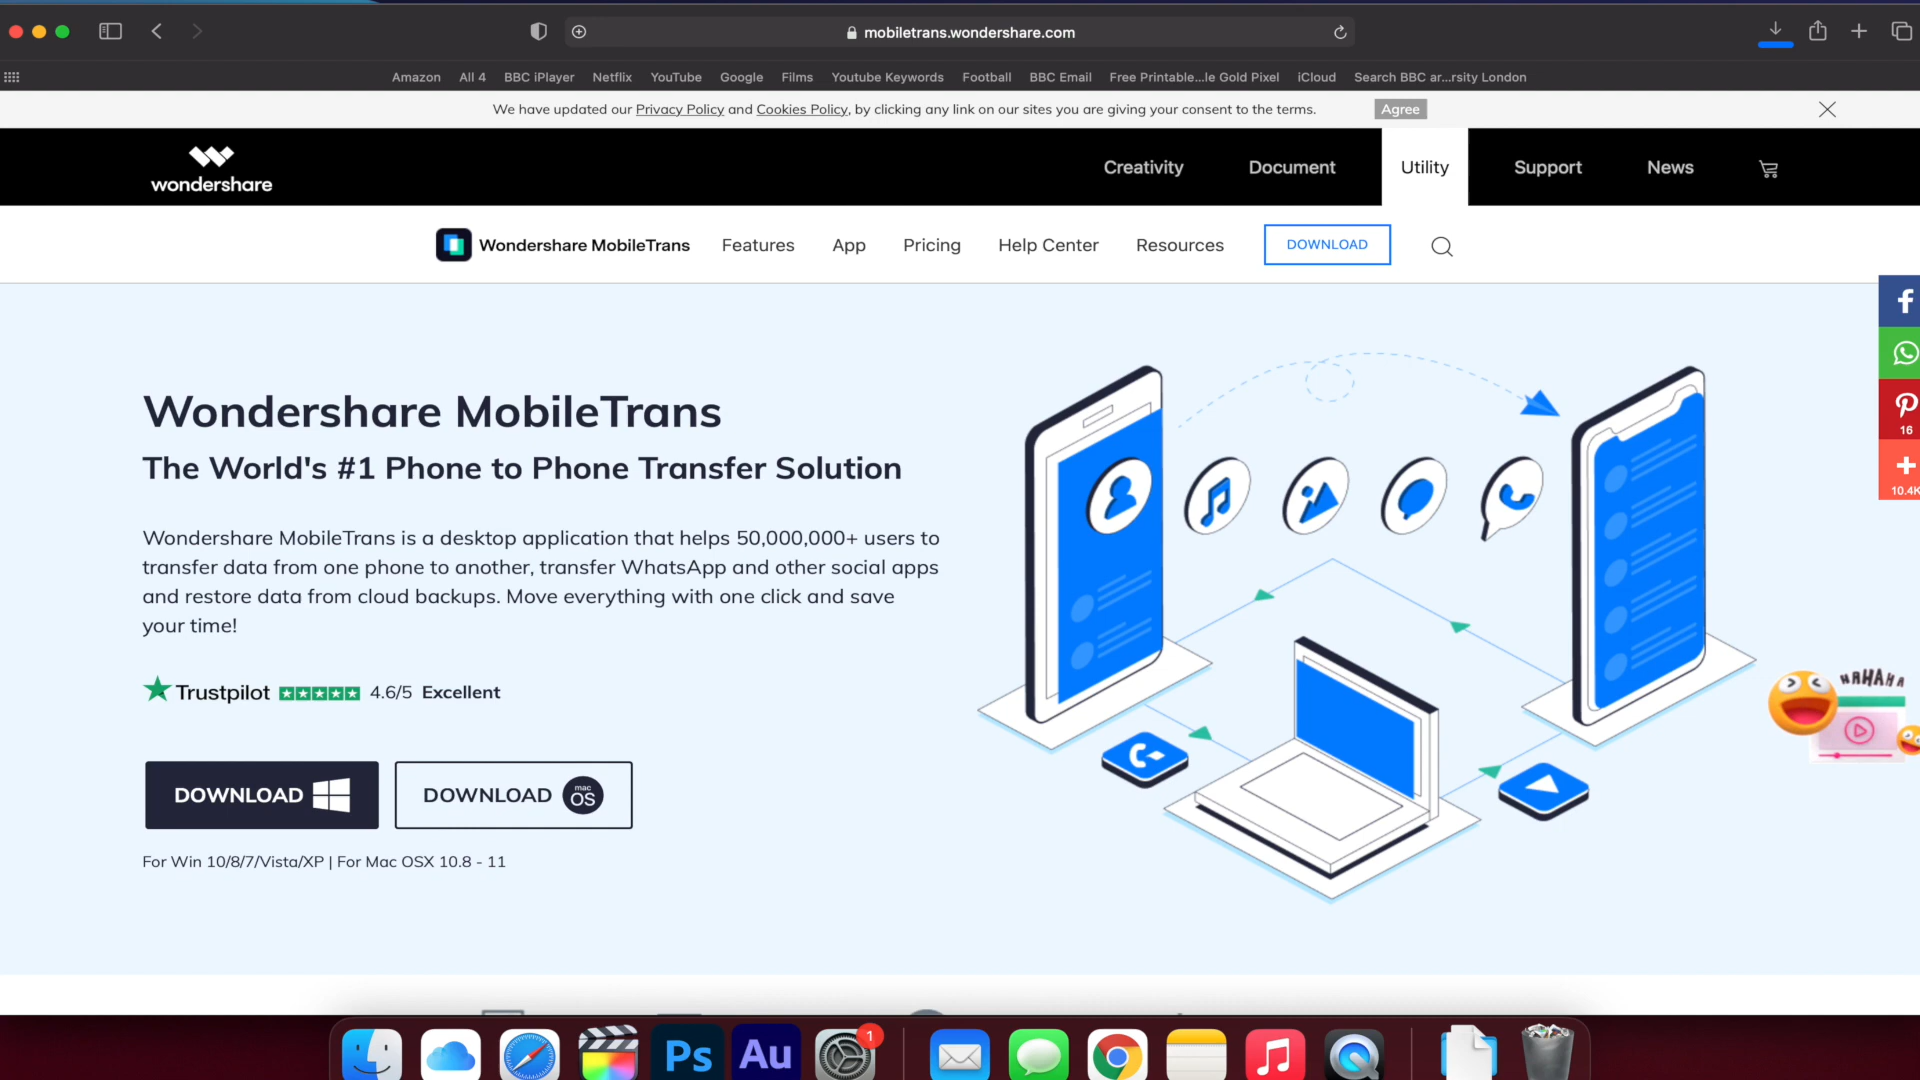 mobiletrans.wondershare.com
Amazon All 4 BBC iPlayer Netflix YouTube Google Films Youtube Keywords Football BBC Email Free Printable...le Gold Pixel iCloud Search BBC ar...rsity London
We have updated our Privacy Policy and Cookies Policy, by clicking any link on our sites you are giving your consent to the terms. Agree
wondershare
Creativity Document Utility Support News
Wondershare MobileTrans Features App Pricing Help Center Resources DOWNLOAD
Wondershare MobileTrans
The World's #1 Phone to Phone Transfer Solution
Wondershare MobileTrans is a desktop application that helps 50,000,000+ users to
transfer data from one phone to another, transfer WhatsApp and other social apps
and restore data from cloud backups. Move everything with one click and save
your time!
Trustpilot 4.6/5 Excellent
DOWNLOAD
DOWNLOAD mac OS
For Win 10/8/7/Vista/XP | For Mac OSX 10.8 - 11
16
10.4K
HAHAHA
Ps
Au
1